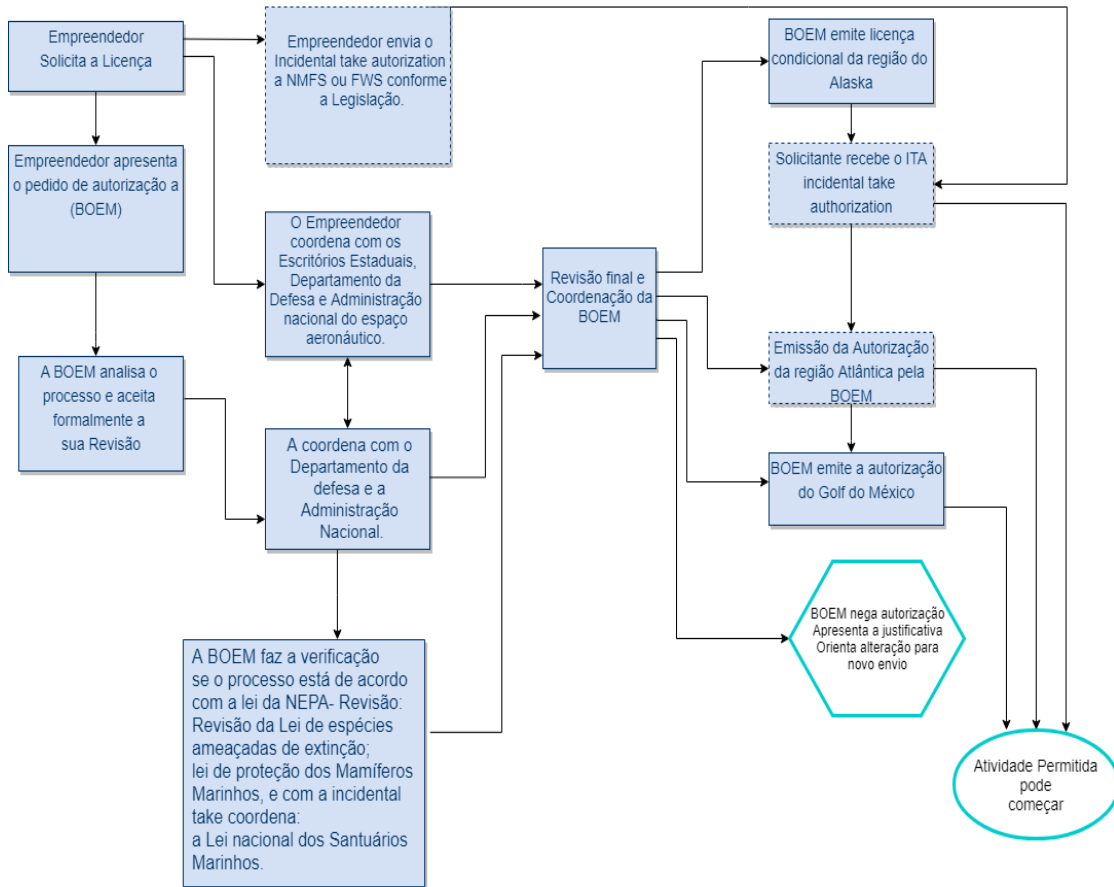 Empreendedor
Solicita a Licença
Empreendedor envia o
Incidental take autorization
a NMFS ou FWS conforme
a Legislação.
BOEM emite licença
condicional da região do
Alaska
Empreendedor apresenta
o pedido de autorização a
(BOEM)
Solicitante recebe o ITA
incidental take
authorization
O Empreendedor
coordena com os
Escritórios Estaduais,
Departamento da
Defesa e Administração
nacional do espaço
aeronáutico.
Revisão final e
Coordenação da
BOEM
Emissão da Autorização
da região Atlântica pela
BOEM
A BOEM analisa o
processo e aceita
formalmente a
sua Revisão
A coordena com o
Departamento da
defesa e a
Administração
Nacional.
BOEM emite a autorização
do Golf do México
BOEM nega autorização
Apresenta a justificativa
Orienta alteração para
novo envio
A BOEM faz a verificação
se o processo está de acordo
com a lei da NEPA- Revisão:
Revisão da Lei de espécies
ameaçadas de extinção;
lei de proteção dos Mamíferos
Marinhos, e com a incidental
take coordena:
a Lei nacional dos Santuários
Marinhos.
Atividade Permitida
pode
começar